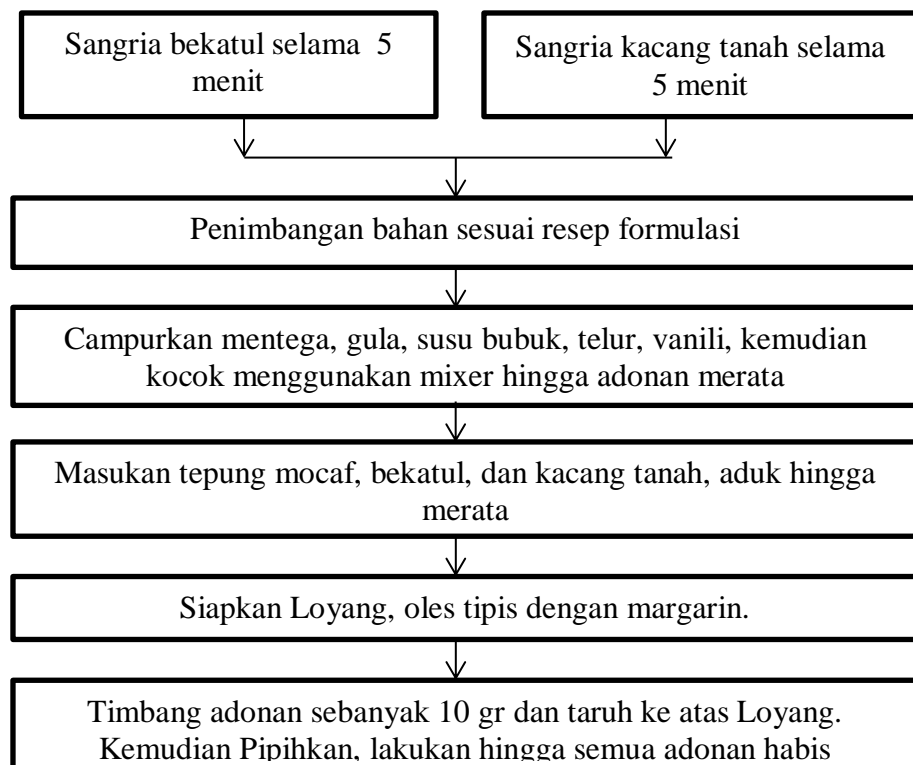 Sangria bekatul selama 5
menit
Sangria kacang tanah selama
5 menit
Penimbangan bahan sesuai resep formulasi
Campurkan mentega, gula, susu bubuk, telur, vanili, kemudian
kocok menggunakan mixer hingga adonan merata
Masukan tepung mocaf, bekatul, dan kacang tanah, aduk hingga
merata
Siapkan Loyang, oles tipis dengan margarin.
Timbang adonan sebanyak 10 gr dan taruh ke atas Loyang.
Kemudian Pipihkan, lakukan hingga semua adonan habis